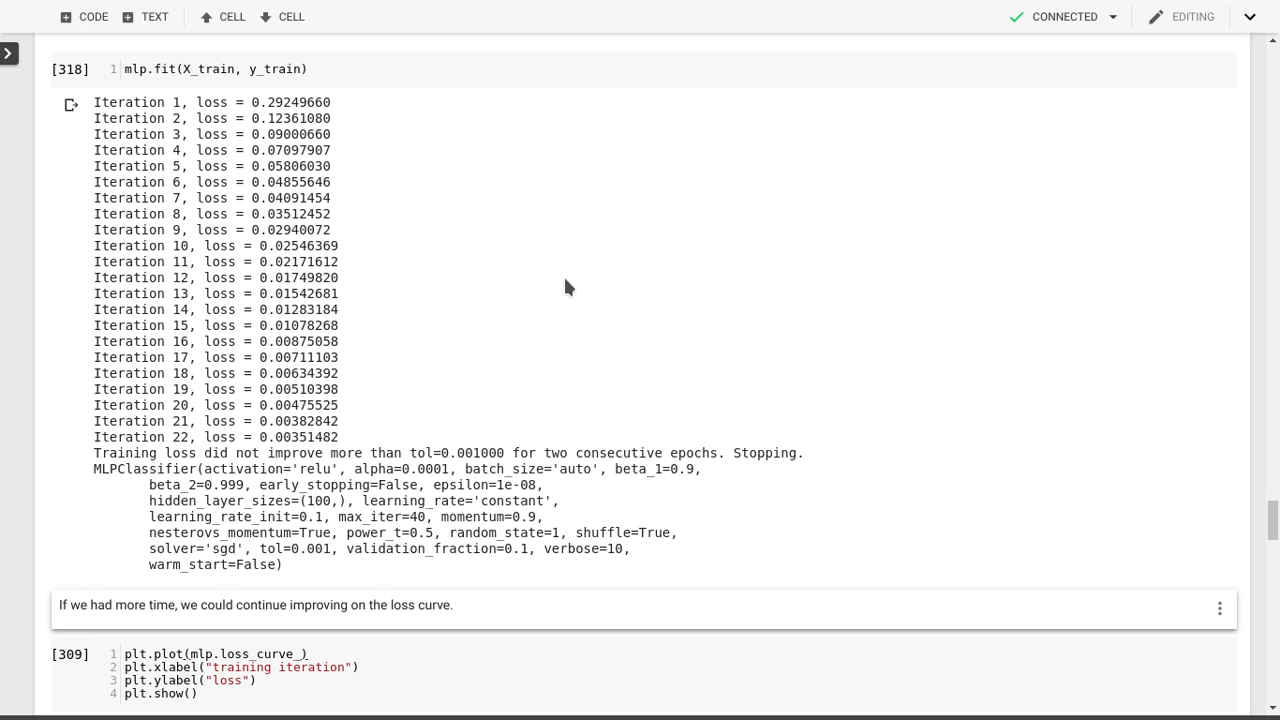 CODE TEXT CELL CELL CONNECTED EDITING
[318] 1 mlp.fit(X_train, y_train)
Iteration 1, loss = 0.29249660
Iteration 2, loss = 0.12361080
Iteration 3, loss = 0.09000660
Iteration 4, loss = 0.07097907
Iteration 5, loss = 0.05806030
Iteration 6, loss = 0.04855646
Iteration 7, loss = 0.04091454
Iteration 8, loss = 0.03512452
Iteration 9, loss = 0.02940072
Iteration 10, loss = 0.02546369
Iteration 11, loss = 0.02171612
Iteration 12, loss = 0.01749820
Iteration 13, loss = 0.01542681
Iteration 14, loss = 0.01283184
Iteration 15, loss = 0.01078268
Iteration 16, loss = 0.00875058
Iteration 17, loss = 0.00711103
Iteration 18, loss = 0.00634392
Iteration 19, loss = 0.00510398
Iteration 20, loss = 0.00475525
Iteration 21, loss = 0.00382842
Iteration 22, loss = 0.00351482
Training loss did not improve more than tol=0.001000 for two consecutive epochs. Stopping.
MLPClassifier(activation='relu', alpha=0.0001, batch_size='auto', beta_1=0.9,
beta_2=0.999, early_stopping=False, epsilon=1e-08,
hidden_layer_sizes=(100,), learning_rate='constant',
learning_rate_init=0.1, max_iter=40, momentum=0.9,
nesterovs_momentum=True, power_t=0.5, random_state=1, shuffle=True,
solver='sgd', tol=0.001, validation_fraction=0.1, verbose=10,
warm_start=False)
If we had more time, we could continue improving on the loss curve.
[309] 1 plt.plot(mlp.loss_curve_)
2 plt.xlabel("training iteration")
3 plt.ylabel("loss")
4 plt.show()